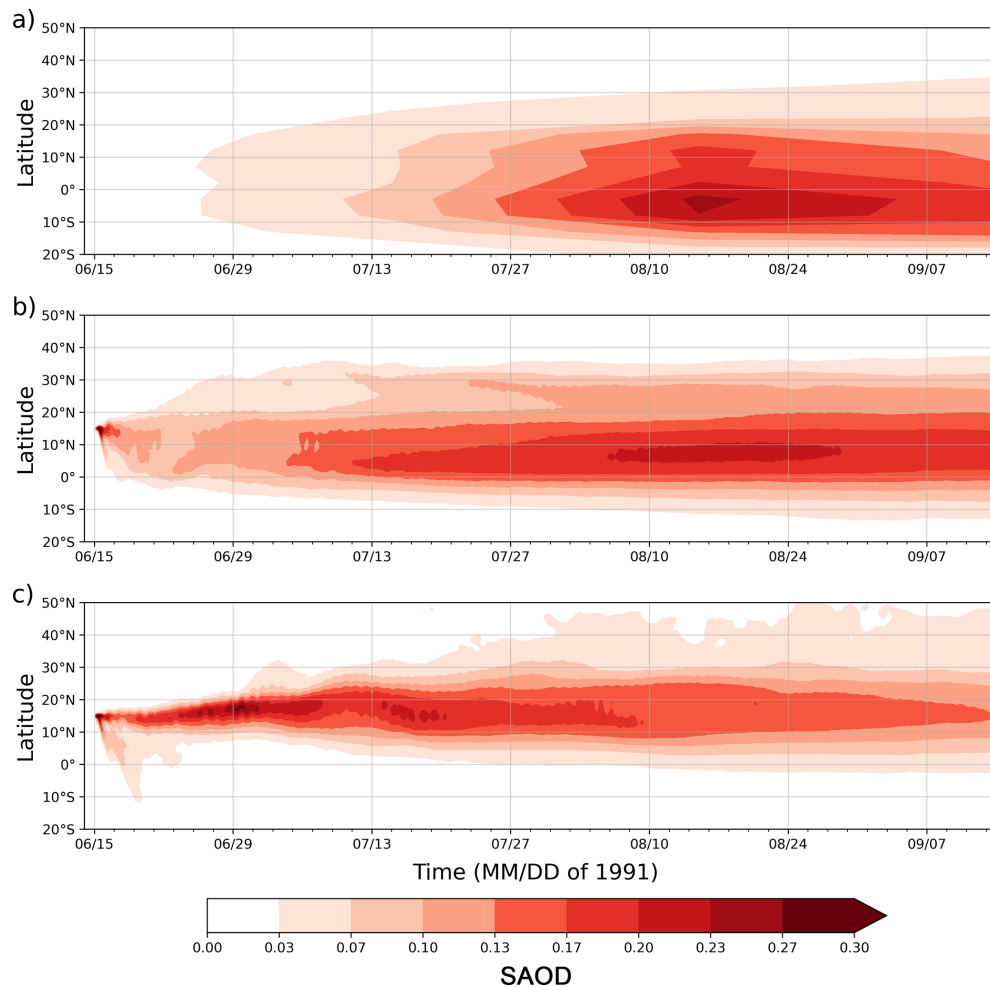 a)
50°N
40°N
30°N
20°N
10°N
0°
10°S
20°S
Latitude
06/15 06/29 07/13 07/27 08/10 08/24 09/07
b)
50°N
40°N
30°N
20°N
10°N
0°
10°S
20°S
Latitude
06/15 06/29 07/13 07/27 08/10 08/24 09/07
c)
50°N
40°N
30°N
20°N
10°N
0°
10°S
20°S
Latitude
06/15 06/29 07/13 07/27 08/10 08/24 09/07
Time (MM/DD of 1991)
0.00 0.03 0.07 0.10 0.13 0.17 0.20 0.23 0.27 0.30
SAOD